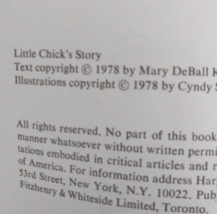 Little Chick's Story
Text copyright © 1978 by Mary DeBall K
Illustrations copyright © 1978 by Cyndy S
All rights reserved. No part of this book
manner whatsoever without written permi
tations embodied in critical articles and r
of America. For information address Har
53rd Street, New York, N.Y. 10022. Pub
Fitzhenry & Whiteside Limited, Toronto.